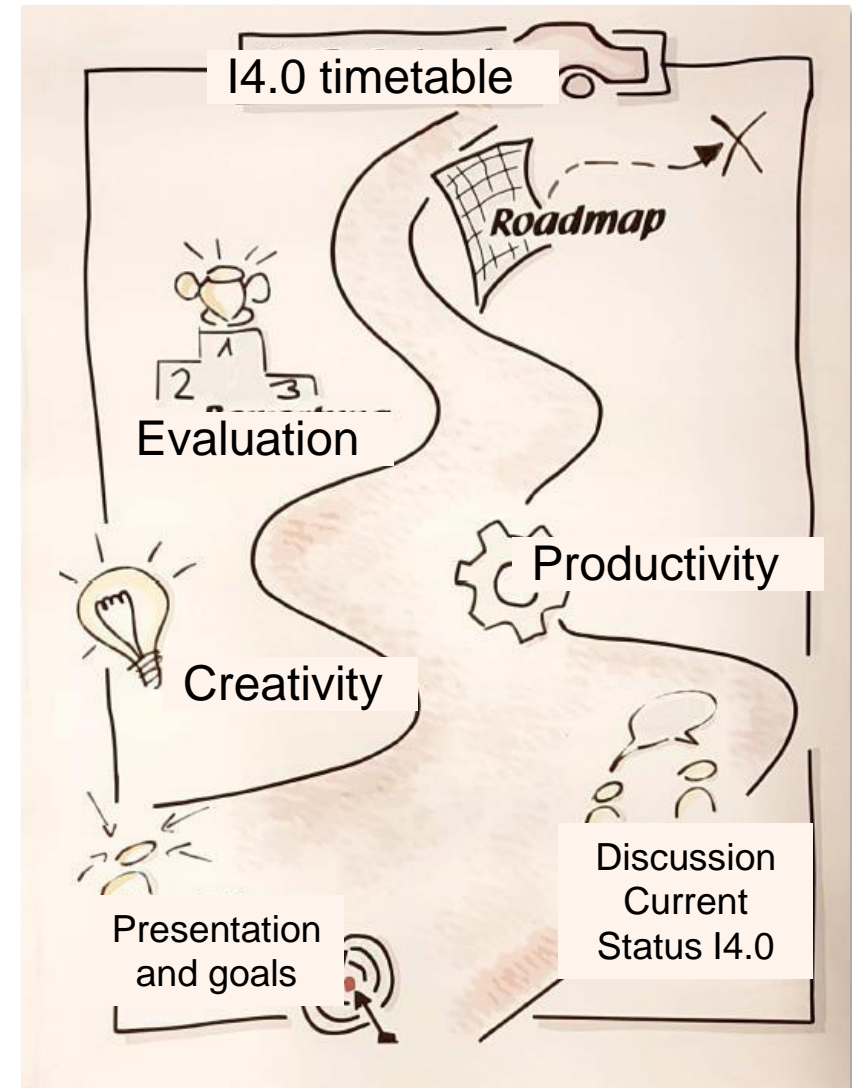 I4.0 timetable
Roadmap
1
2
3
Evaluation
Productivity
Creativity
Discussion
Current
Status I4.0
Presentation
and goals